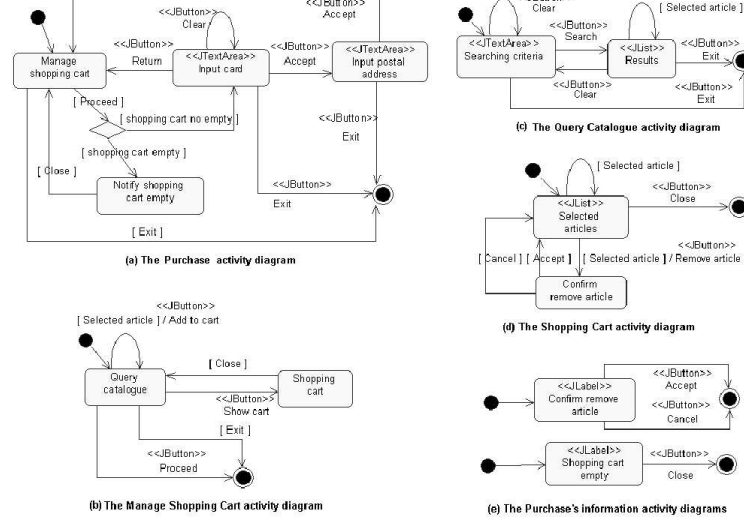 <<JButton>>
Clear
<<JButton>>
Accept
Manage
shopping cart
<<JButton>>
Return
<<JTextArea>>
Input card
<<JButton>>
Accept
<<JTextArea>>
Input postal
address
[ Proceed ]
[ shopping cart no empty ]
[ shopping cart empty ]
[ Close ]
Notify shopping
cart empty
<<JButton>>
Exit
<<JButton>>
Exit
[ Exit ]
(a) The Purchase activity diagram
<<JButton>>
[ Selected article ] / Add to cart
Query
catalogue
[ Close ]
Shopping
cart
<<JButton>>
Show cart
[ Exit ]
<<JButton>>
Proceed
(b) The Manage Shopping Cart activity diagram
Clear
[ Selected article ]
<<JTextArea>>
Searching criteria
<<JButton>>
Search
<<JList>>
Results
<<JButton>>
Exit
<<JButton>>
Clear
<<JButton>>
Exit
(c) The Query Catalogue activity diagram
[ Selected article ]
<<JList>>
Selected
articles
<<JButton>>
Close
<<JButton>>
[ Cancel ] [ Accept ] [ Selected article ] / Remove article
Confirm
remove article
(d) The Shopping Cart activity diagram
<<JLabel>>
Confirm remove
article
<<JButton>>
Accept
<<JButton>>
Cancel
<<JLabel>>
Shopping cart
empty
<<JButton>>
Close
(e) The Purchase's information activity diagrams